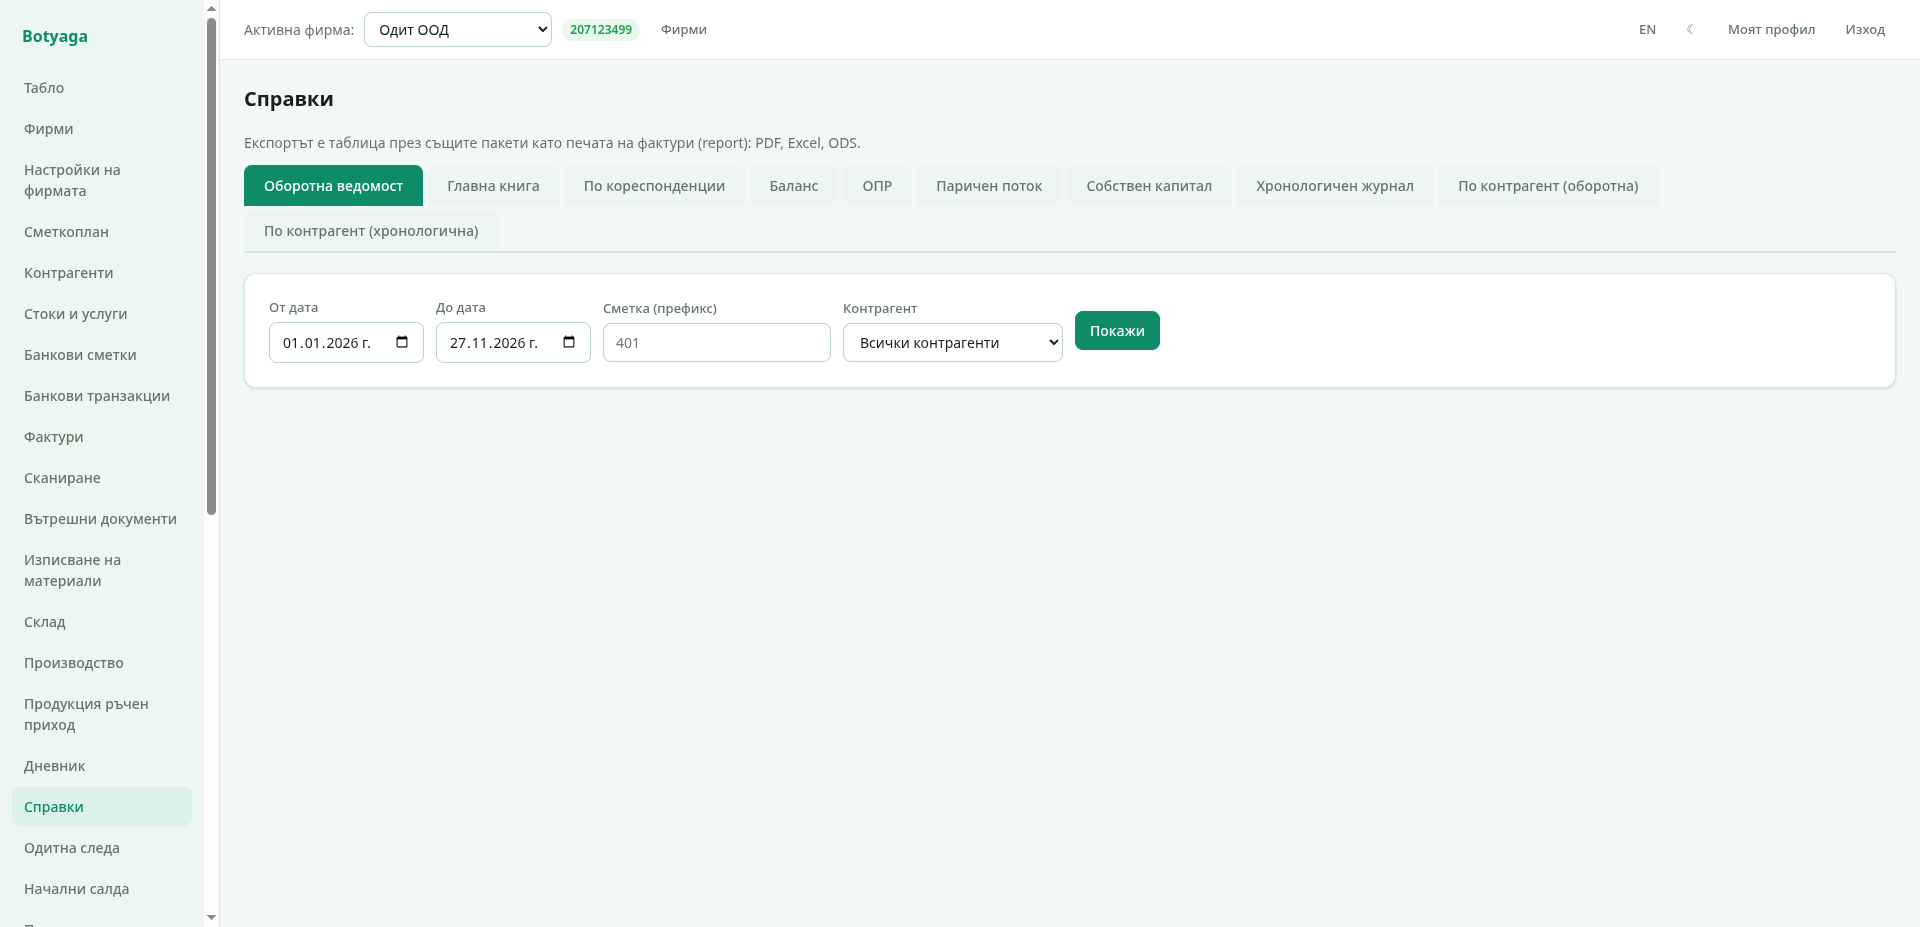 Botyaga
Табло
Фирми
Настройки на
фирмата
Сметкоплан
Контрагенти
Стоки и услуги
Банкови сметки
Банкови транзакции
Фактури
Сканиране
Вътрешни документи
Изписване на
материали
Склад
Производство
Продукция ръчен
приход
Дневник
Справки
Одитна следа
Начални салда
Активна фирма: Одит ООД 207123499 Фирми EN ☾ Моят профил Изход
Справки
Експортът е таблица през същите пакети като печата на фактури (report): PDF, Excel, ODS.
Оборотна ведомост Главна книга По кореспонденции Баланс ОПР Паричен поток Собствен капитал Хронологичен журнал По контрагент (оборотна)
По контрагент (хронологична)
От дата До дата Сметка (префикс) Контрагент
01.01.2026 г. 27.11.2026 г. 401 Всички контрагенти Покажи